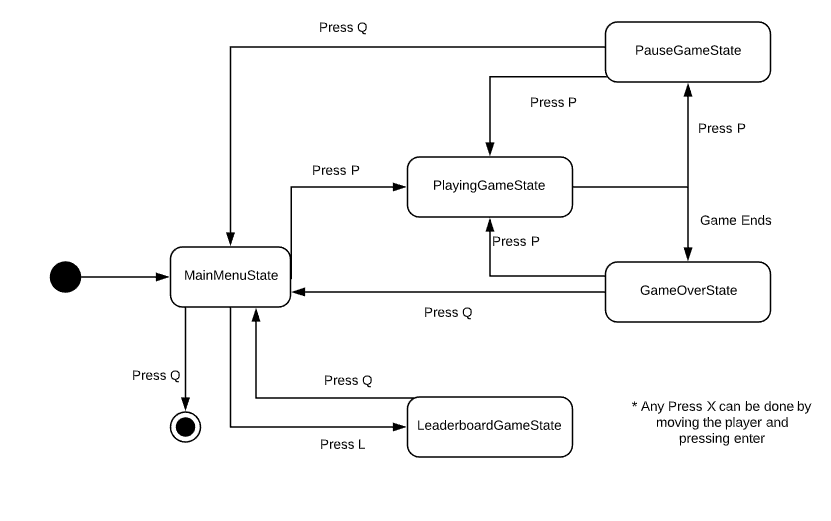 Press Q
PauseGameState
Press P
Press P
Press P
PlayingGameState
Game Ends
Press P
MainMenuState
GameOverState
Press Q
Press Q
Press Q
LeaderboardGameState
Press L
* Any Press X can be done by
moving the player and
pressing enter